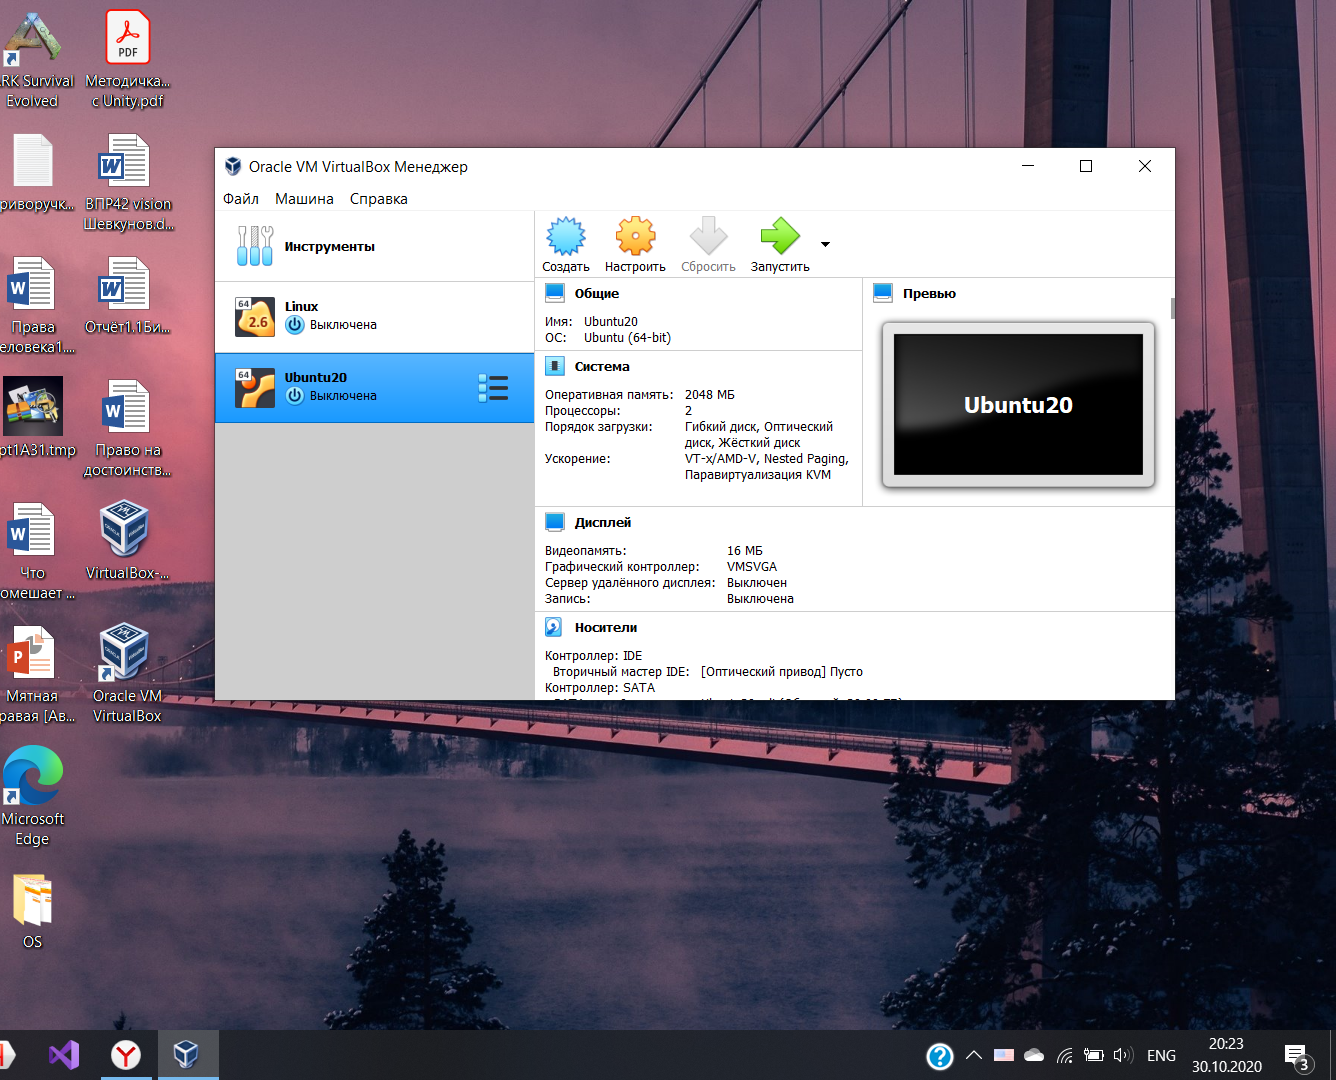 RK Survival
Evolved
PDF
Методичка...
с Unity.pdf
риворучк...
ВПР42 vision
Шевкунов.d...
Права
еловека1....
Отчёт1.1Би...
pt1A31.tmp
Право на
достоинств...
Что
омешает ...
VirtualBox-...
Мятная
равая [Ав...
Oracle VM
VirtualBox
Microsoft
Edge
OS
Oracle VM VirtualBox Менеджер
Файл Машина Справка
Инструменты
Создать Настроить Сбросить Запустить
64
2.6
Linux
Выключена
64
Ubuntu20
Выключена
Общие
Имя: Ubuntu20
ОС: Ubuntu (64-bit)
Система
Оперативная память: 2048 МБ
Процессоры: 2
Порядок загрузки: Гибкий диск, Оптический
диск, Жёсткий диск
Ускорение: VT-x/AMD-V, Nested Paging,
Паравиртуализация KVM
Превью
Ubuntu20
Дисплей
Видеопамять: 16 МБ
Графический контроллер: VMSVGA
Сервер удалённого дисплея: Выключен
Запись: Выключена
Носители
Контроллер: IDE
Вторичный мастер IDE: [Оптический привод] Пусто
Контроллер: SATA
ENG
20:23
30.10.2020
3